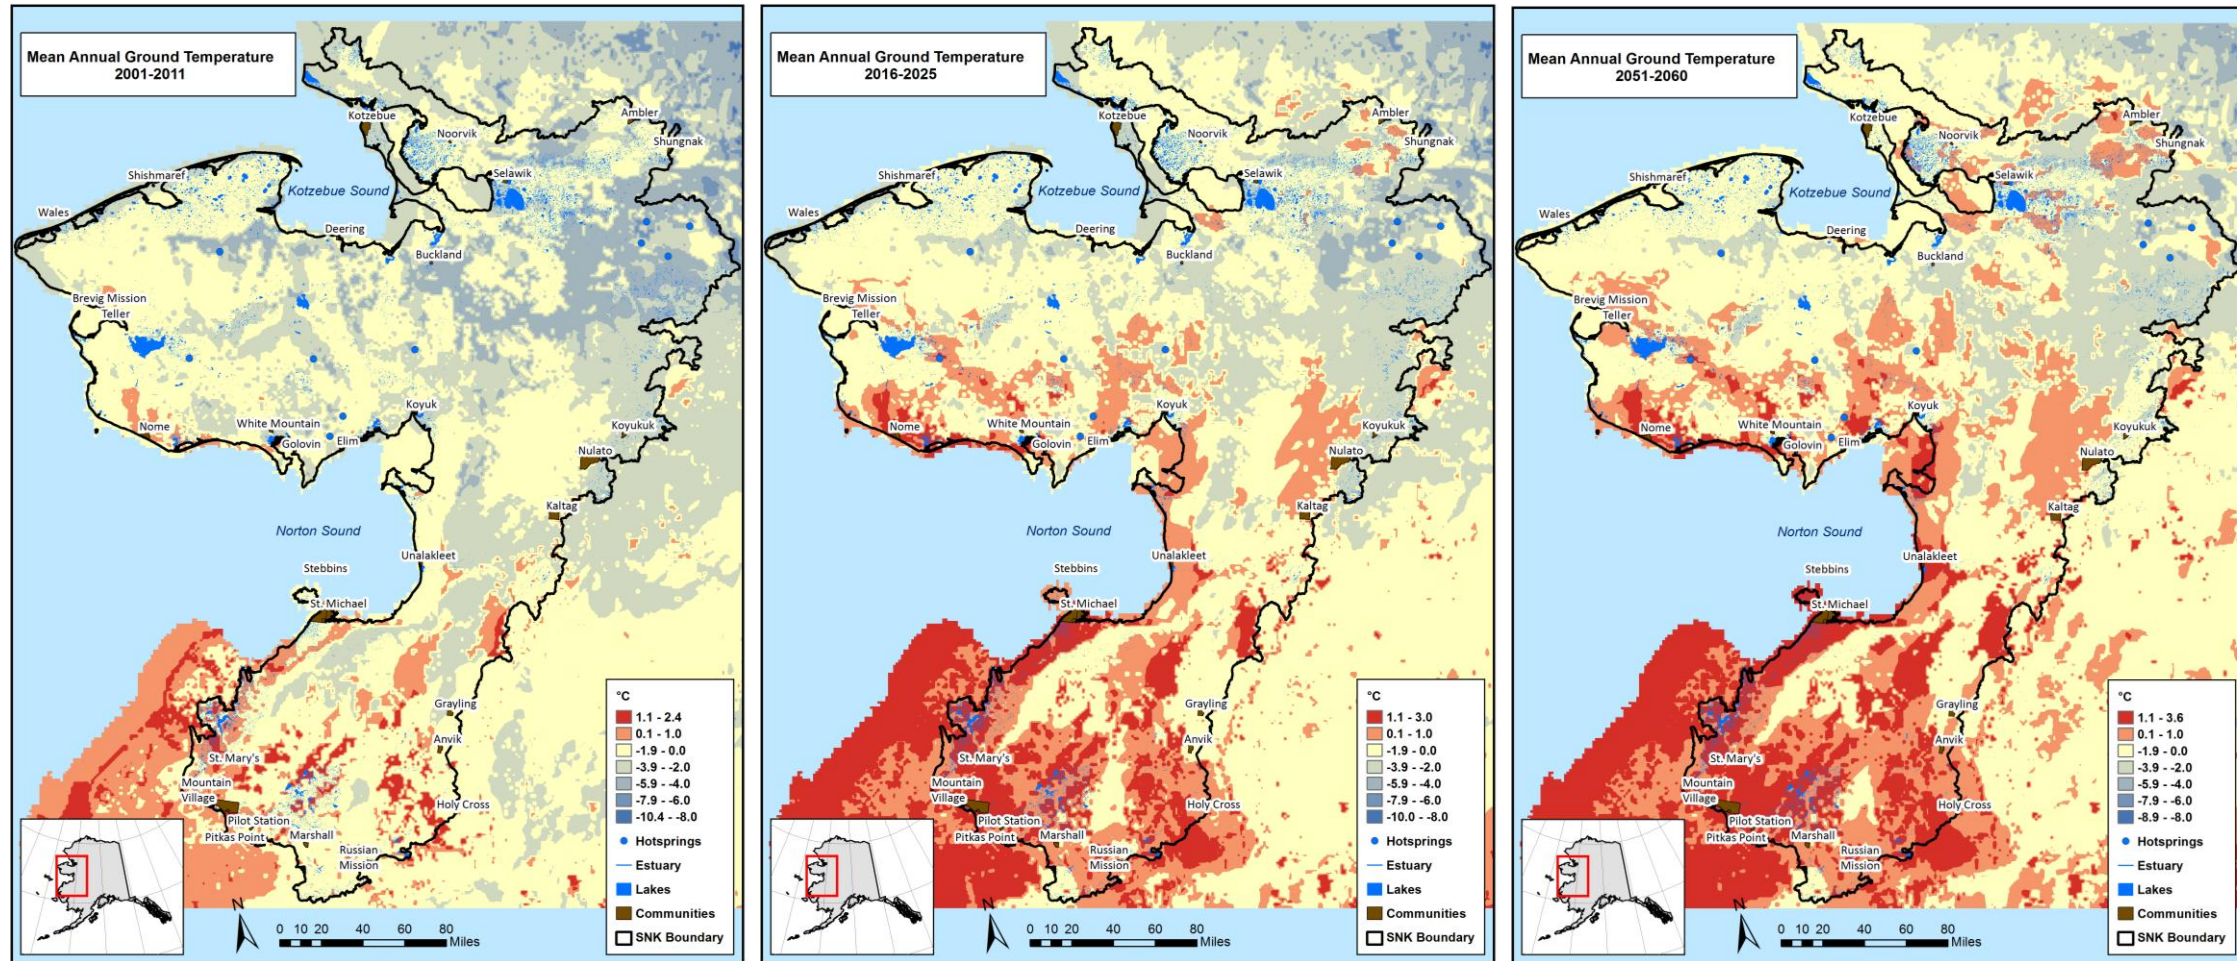 Mean Annual Ground Temperature
2001-2011
Kotzebue
Ambler
Noorvik
Shungnak
Shishmaref
Selawik
Kotzebue Sound
Wales
Deering
Buckland
Brevig Mission
Teller
Koyuk
White Mountain
Nome
Golovin
Elim
Koyukuk
Nulato
Kaltag
Norton Sound
Unalakleet
Stebbins
St. Michael
Grayling
Anvik
St. Mary's
Mountain
Village
Holy Cross
Pilot Station
Pitkas Point
Marshall
Russian
Mission
°C
1.1 - 2.4
0.1 - 1.0
-1.9 - 0.0
-3.9 - -2.0
-5.9 - -4.0
-7.9 - -6.0
-10.4 - -8.0
Hotsprings
Estuary
Lakes
Communities
SNK Boundary
N
0 10 20 40 60 80
Miles
Mean Annual Ground Temperature
2016-2025
Kotzebue
Ambler
Noorvik
Shungnak
Shishmaref
Selawik
Kotzebue Sound
Wales
Deering
Buckland
Brevig Mission
Teller
Koyuk
White Mountain
Nome
Golovin
Elim
Koyukuk
Nulato
Kaltag
Norton Sound
Unalakleet
Stebbins
St. Michael
Grayling
Anvik
St. Mary's
Mountain
Village
Holy Cross
Pilot Station
Pitkas Point
Marshall
Russian
Mission
°C
1.1 - 3.0
0.1 - 1.0
-1.9 - 0.0
-3.9 - -2.0
-5.9 - -4.0
-7.9 - -6.0
-10.0 - -8.0
Hotsprings
Estuary
Lakes
Communities
SNK Boundary
N
0 10 20 40 60 80
Miles
Mean Annual Ground Temperature
2051-2060
Kotzebue
Ambler
Noorvik
Shungnak
Shishmaref
Selawik
Kotzebue Sound
Wales
Deering
Buckland
Brevig Mission
Teller
Koyuk
White Mountain
Nome
Golovin
Elim
Koyukuk
Nulato
Kaltag
Norton Sound
Unalakleet
Stebbins
St. Michael
Grayling
Anvik
St. Mary's
Mountain
Village
Holy Cross
Pilot Station
Pitkas Point
Marshall
Russian
Mission
°C
1.1 - 3.6
0.1 - 1.0
-1.9 - 0.0
-3.9 - -2.0
-5.9 - -4.0
-7.9 - -6.0
-8.9 - -8.0
Hotsprings
Estuary
Lakes
Communities
SNK Boundary
N
0 10 20 40 60 80
Miles